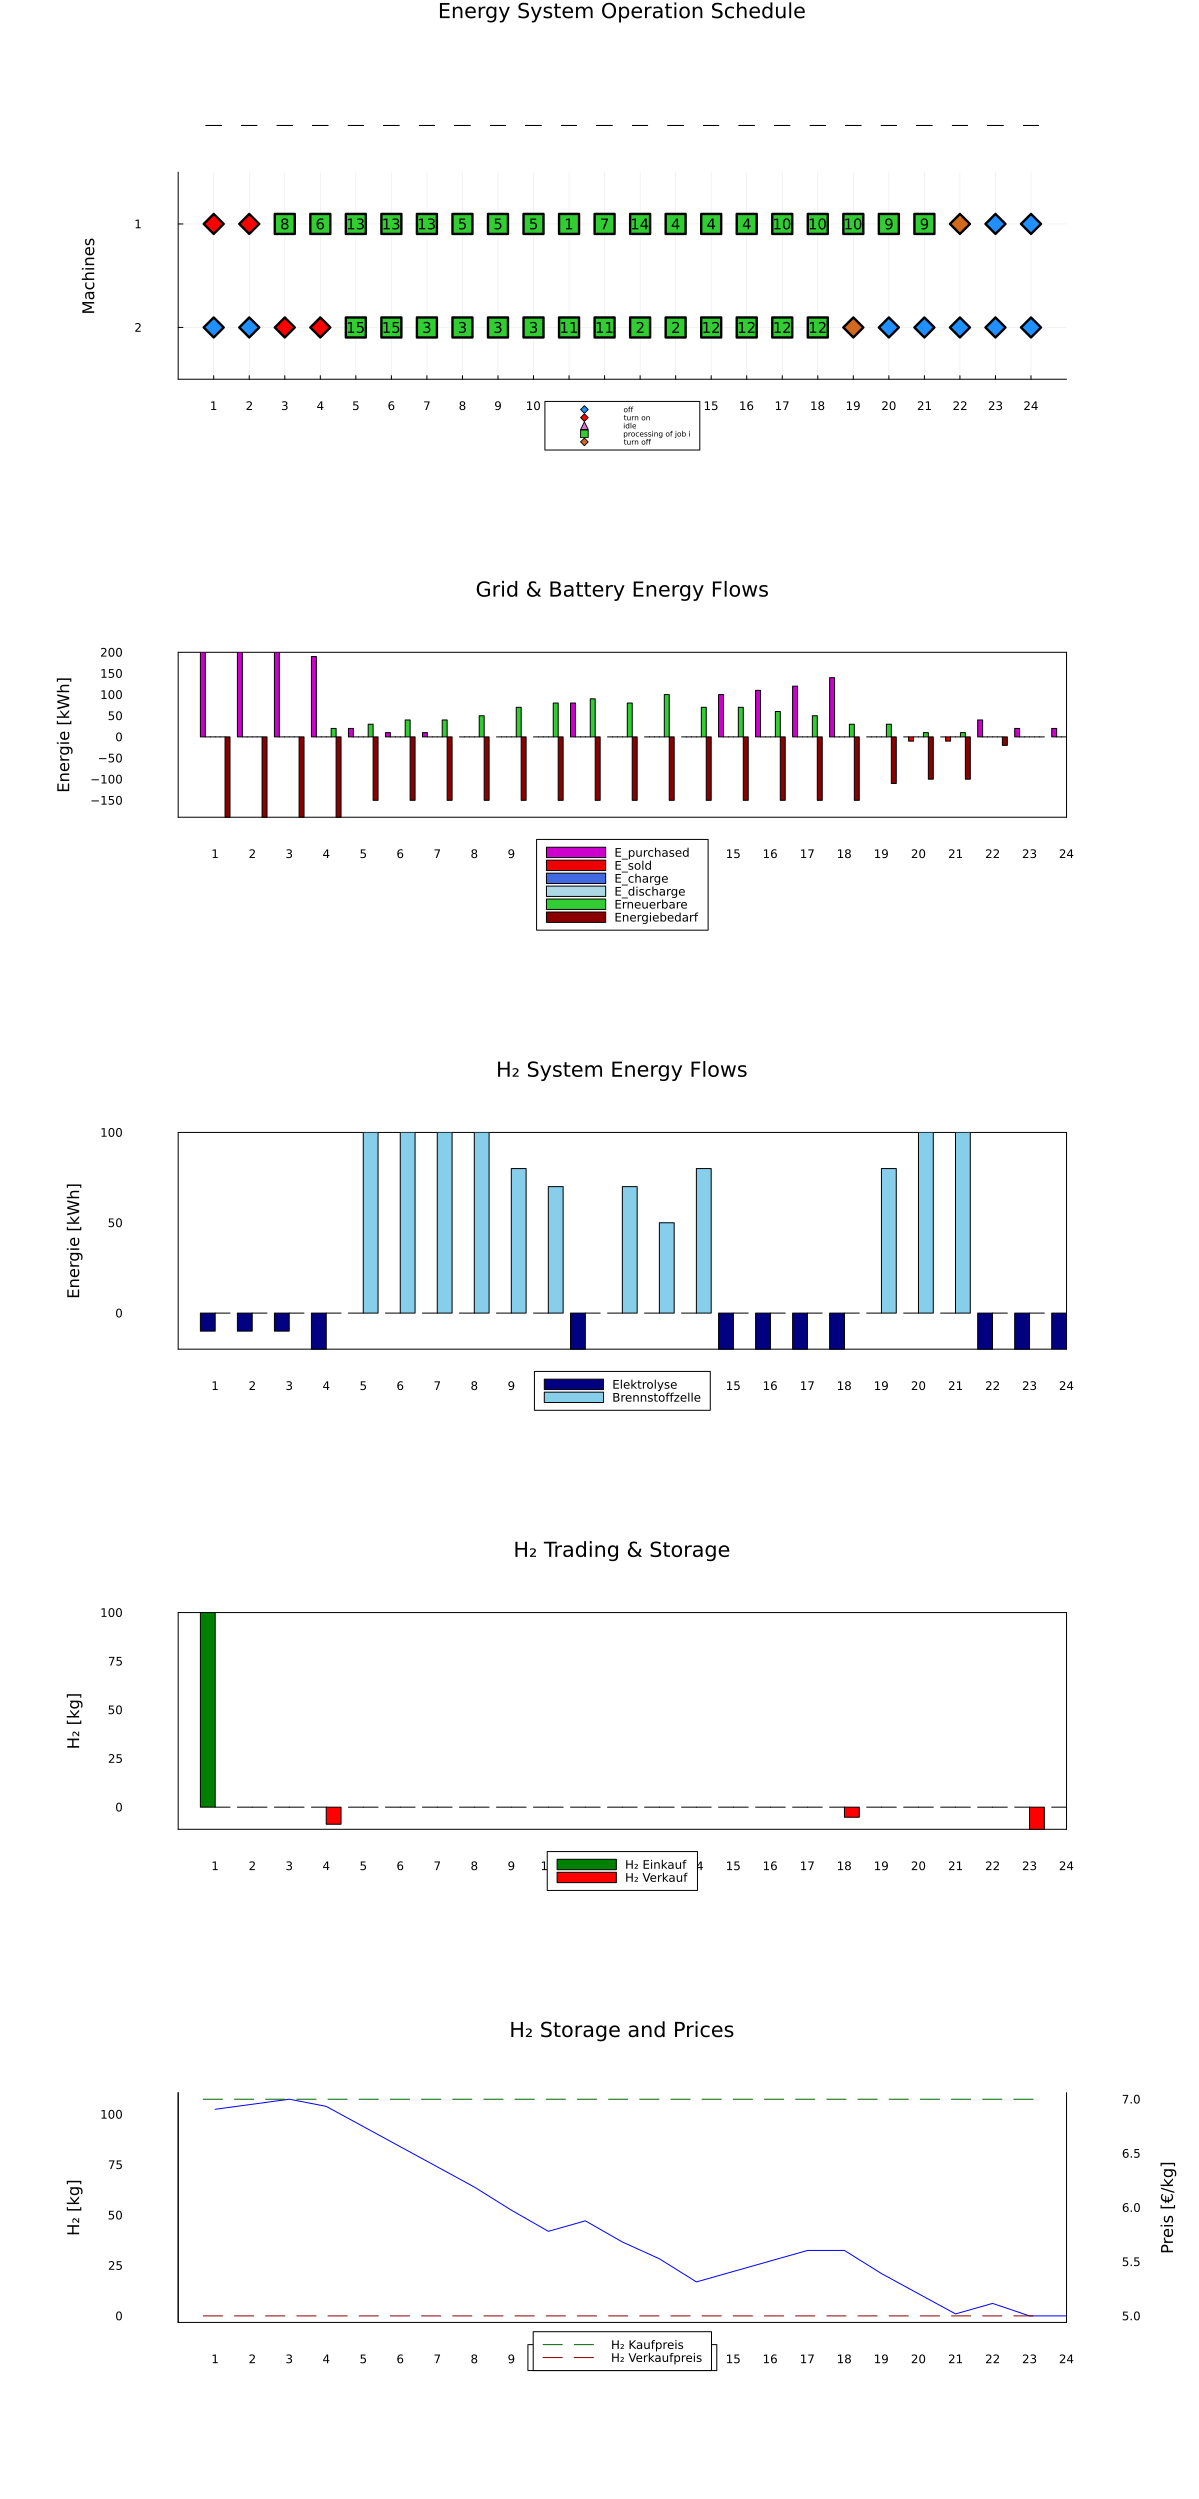 Energy System Operation Schedule
Machines
1
8 6 13 13 13 5 5 5 1 7 14 4 4 4 10 10 10 9 9
2
15 15 3 3 3 3 11 11 2 2 12 12 12 12
1 2 3 4 5 6 7 8 9 10 15 16 17 18 19 20 21 22 23 24
off
turn on
idle
processing of job i
turn off
Grid & Battery Energy Flows
Energie [kWh]
200
150
100
50
0
−50
−100
−150
1 2 3 4 5 6 7 8 9 15 16 17 18 19 20 21 22 23 24
E_purchased
E_sold
E_charge
E_discharge
Erneuerbare
Energiebedarf
H₂ System Energy Flows
Energie [kWh]
100
50
0
1 2 3 4 5 6 7 8 9 15 16 17 18 19 20 21 22 23 24
Elektrolyse
Brennstoffzelle
H₂ Trading & Storage
H₂ [kg]
100
75
50
25
0
1 2 3 4 5 6 7 8 9 1 4 15 16 17 18 19 20 21 22 23 24
H₂ Einkauf
H₂ Verkauf
H₂ Storage and Prices
H₂ [kg]
100
75
50
25
0
7.0
6.5
6.0
5.5
5.0
Preis [€/kg]
1 2 3 4 5 6 7 8 9 15 16 17 18 19 20 21 22 23 24
H₂ Kaufpreis
H₂ Verkaufpreis